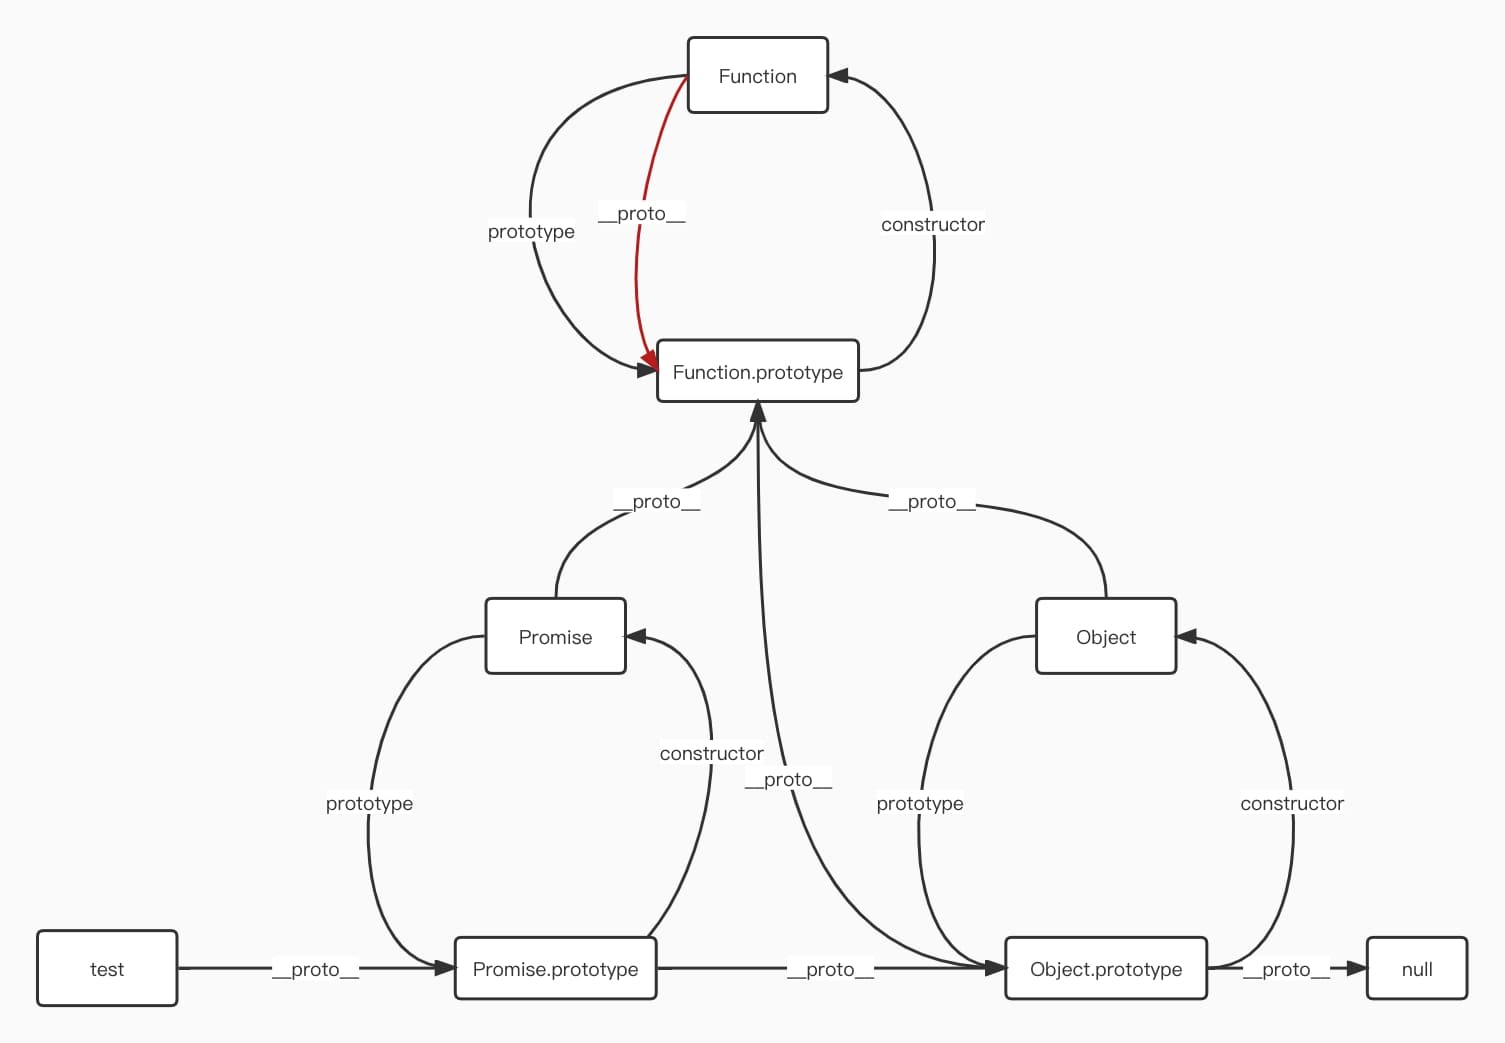 Function
__proto__
constructor
prototype
Function.prototype
__proto__
__proto__
Promise
Object
constructor
__proto__
prototype
prototype
constructor
test
__proto__
Promise.prototype
__proto__
Object.prototype
__proto__
null